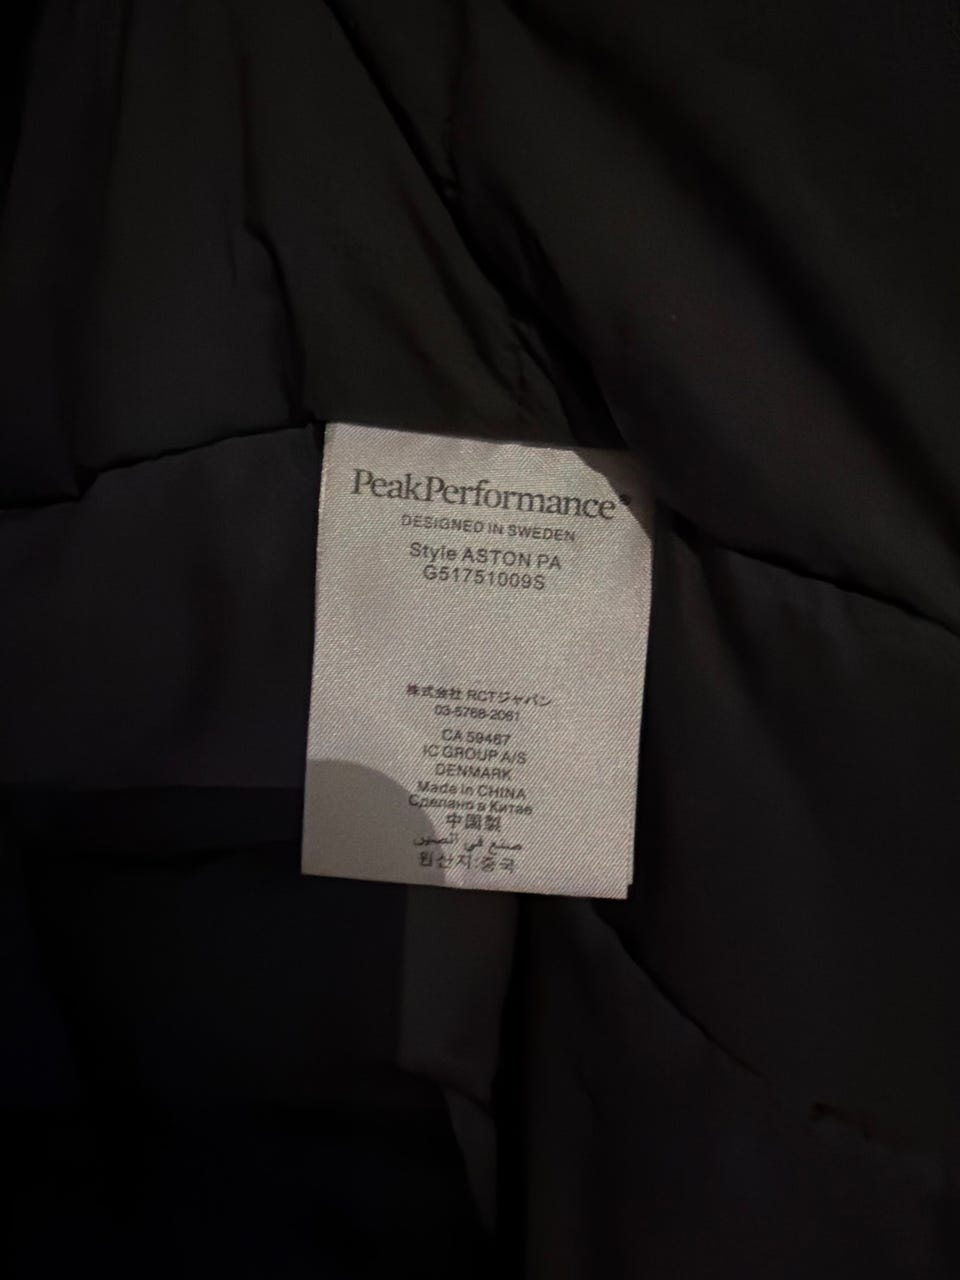 PeakPerformance®
DESIGNED IN SWEDEN
Style ASTON PA
G51751009S
株式会社 RCTジャパン
03-5768-2061
CA 59467
IC GROUP A/S
DENMARK
Made in CHINA
Сделано в Китае
中国製
صنع في الصين
원산지:중국